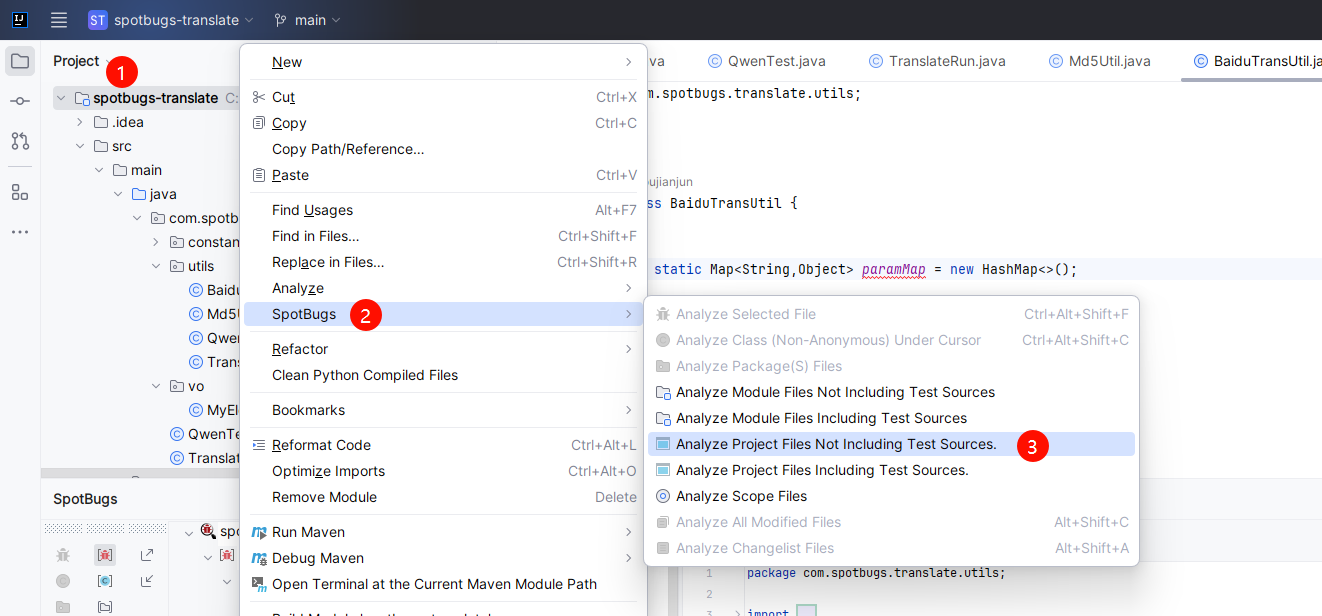 IJ
ST spotbugs-translate main
Project
1
spotbugs-translate C:
.idea
src
main
java
com.spotb
constan
utils
Baidu
Md5U
Qwe
Trans
vo
MyEl
QwenTe
Translat
SpotBugs
spo
New
Cut Ctrl+X
Copy Ctrl+C
Copy Path/Reference...
Paste Ctrl+V
Find Usages Alt+F7
Find in Files... Ctrl+Shift+F
Replace in Files... Ctrl+Shift+R
Analyze
SpotBugs
2
Refactor
Clean Python Compiled Files
Bookmarks
Reformat Code Ctrl+Alt+L
Optimize Imports Ctrl+Alt+O
Remove Module Delete
Run Maven
Debug Maven
Open Terminal at the Current Maven Module Path
va QwenTest.java TranslateRun.java Md5Util.java BaiduTransUtil.ja
m.spotbugs.translate.utils;
oujianjun
ss BaiduTransUtil {
static Map<String,Object> paramMap = new HashMap<>();
Analyze Selected File Ctrl+Alt+Shift+F
Analyze Class (Non-Anonymous) Under Cursor Ctrl+Alt+Shift+C
Analyze Package(S) Files
Analyze Module Files Not Including Test Sources
Analyze Module Files Including Test Sources
Analyze Project Files Not Including Test Sources.
3
Analyze Project Files Including Test Sources.
Analyze Scope Files
Analyze All Modified Files Alt+Shift+C
Analyze Changelist Files Alt+Shift+A
1 package com.spotbugs.translate.utils;
2
3 import ...